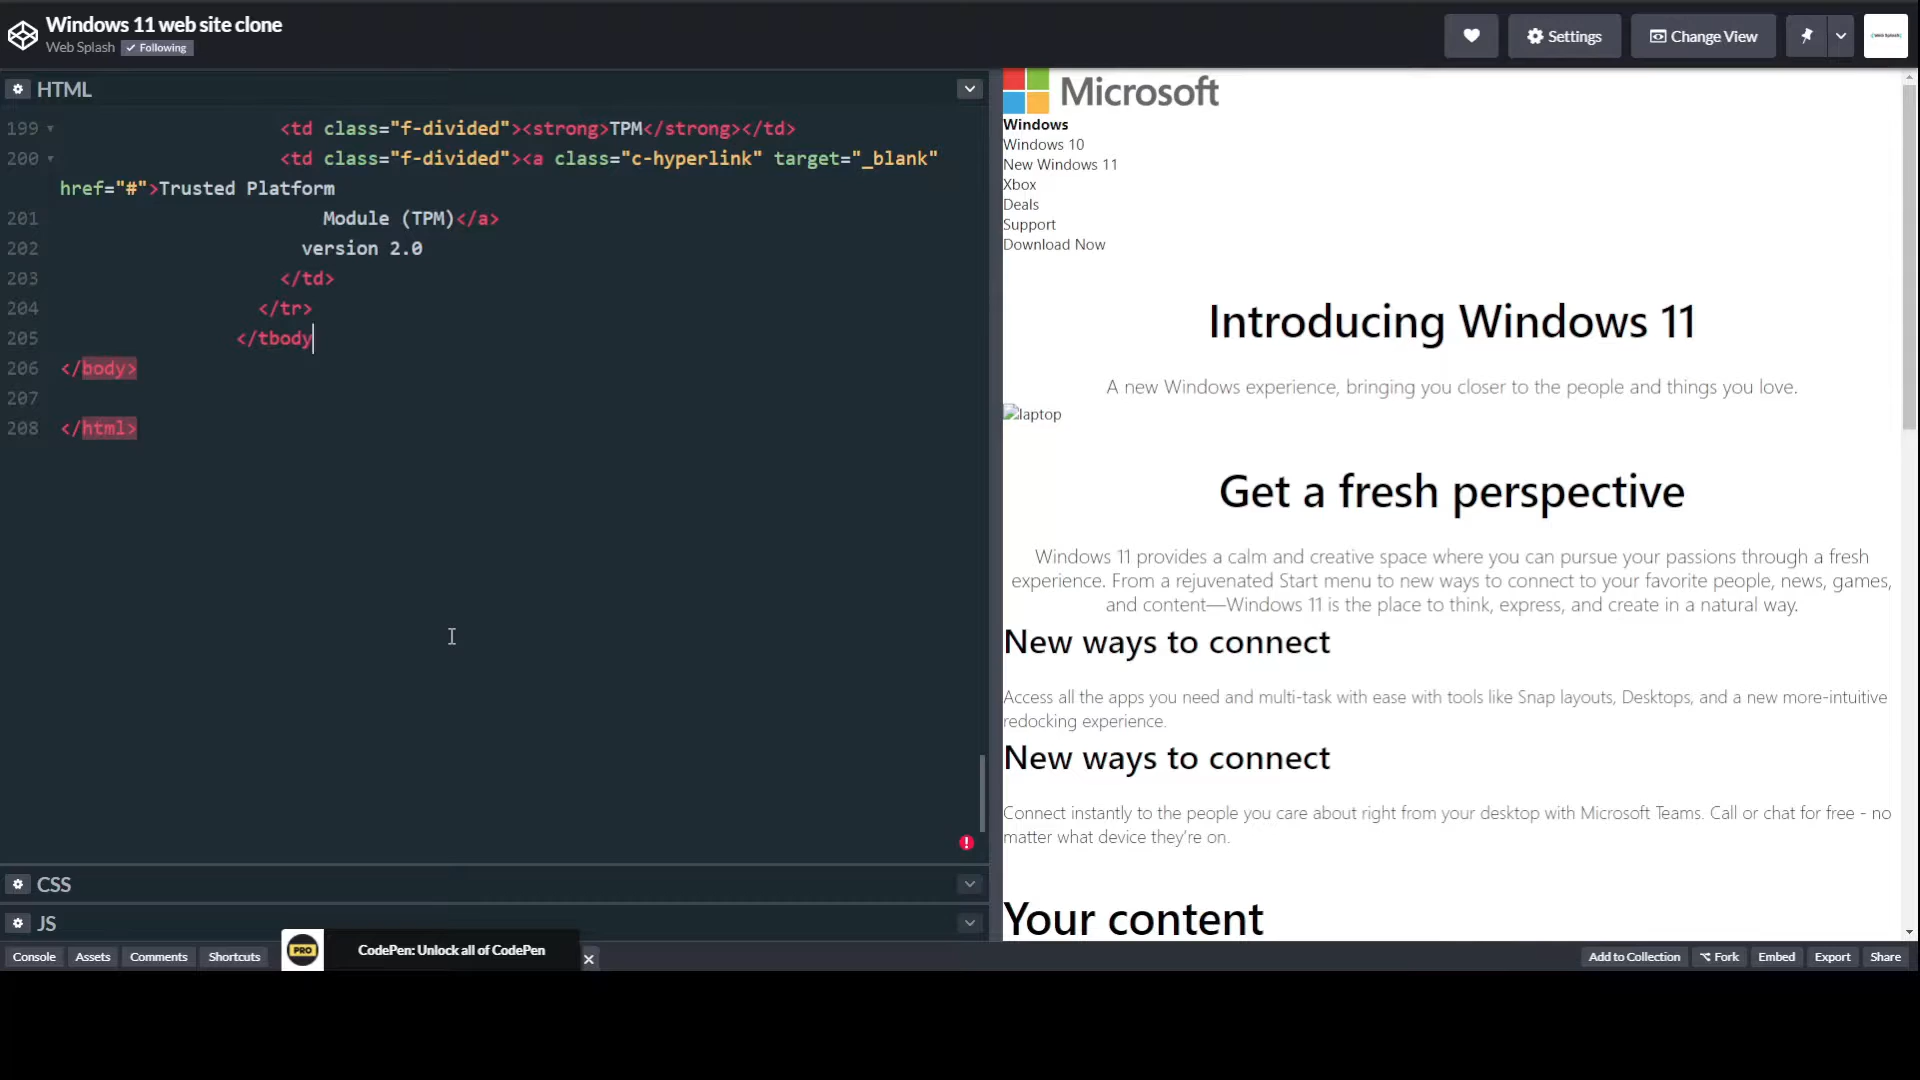 Windows 11 web site clone
Web Splash ✓ Following
Settings
Change View
HTML
199 <td class="f-divided"><strong>TPM</strong></td>
200 <td class="f-divided"><a class="c-hyperlink" target="_blank"
href="#">Trusted Platform
201 Module (TPM)</a>
202 version 2.0
203 </td>
204 </tr>
205 </tbody
206 </body>
207
208 </html>
CSS
JS
Microsoft
Windows
Windows 10
New Windows 11
Xbox
Deals
Support
Download Now
Introducing Windows 11
A new Windows experience, bringing you closer to the people and things you love.
laptop
Get a fresh perspective
Windows 11 provides a calm and creative space where you can pursue your passions through a fresh
experience. From a rejuvenated Start menu to new ways to connect to your favorite people, news, games,
and content—Windows 11 is the place to think, express, and create in a natural way.
New ways to connect
Access all the apps you need and multi-task with ease with tools like Snap layouts, Desktops, and a new more-intuitive
redocking experience.
New ways to connect
Connect instantly to the people you care about right from your desktop with Microsoft Teams. Call or chat for free - no
matter what device they’re on.
Your content
Console Assets Comments Shortcuts
PRO CodePen: Unlock all of CodePen ×
Add to Collection Fork Embed Export Share